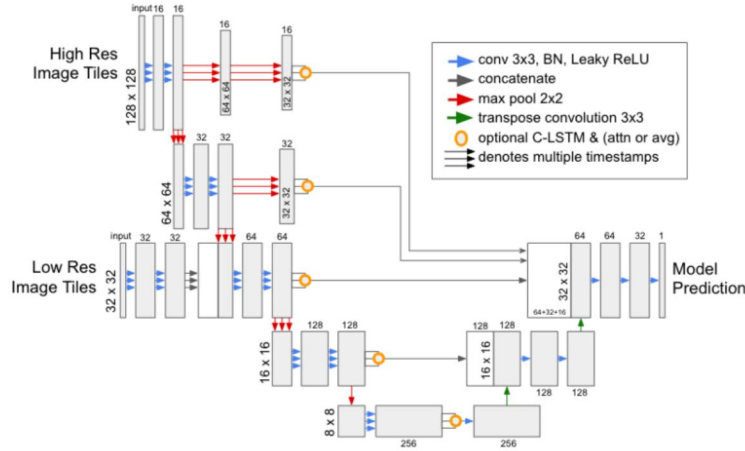 input 16 16
High Res
Image Tiles
128 x 128
16
64 x 64
16
32 x 32
conv 3x3, BN, Leaky ReLU
concatenate
max pool 2x2
transpose convolution 3x3
optional C-LSTM & (attn or avg)
denotes multiple timestamps
32 32
64 x 64
32
32 x 32
input 32 32
Low Res
Image Tiles
32 x 32
64 64
64 64 32 1
32 x 32
64+32+16
Model
Prediction
128 128
16 x 16
128 128
16 x 16
128 128
8 x 8
256
256